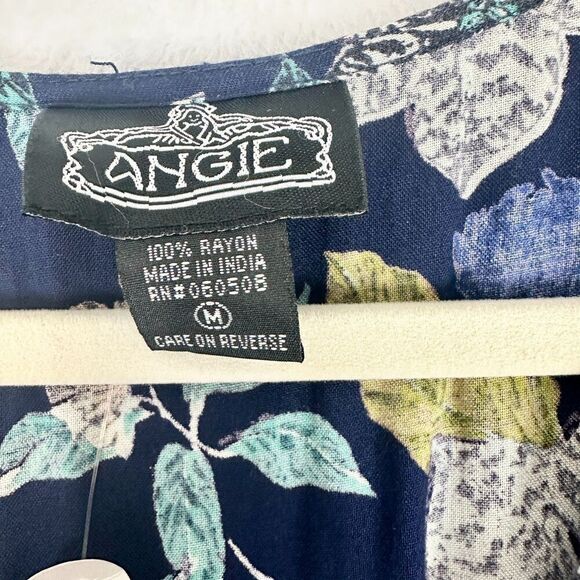 ANGIE
100% RAYON
MADE IN INDIA
RN#060508
M
CARE ON REVERSE